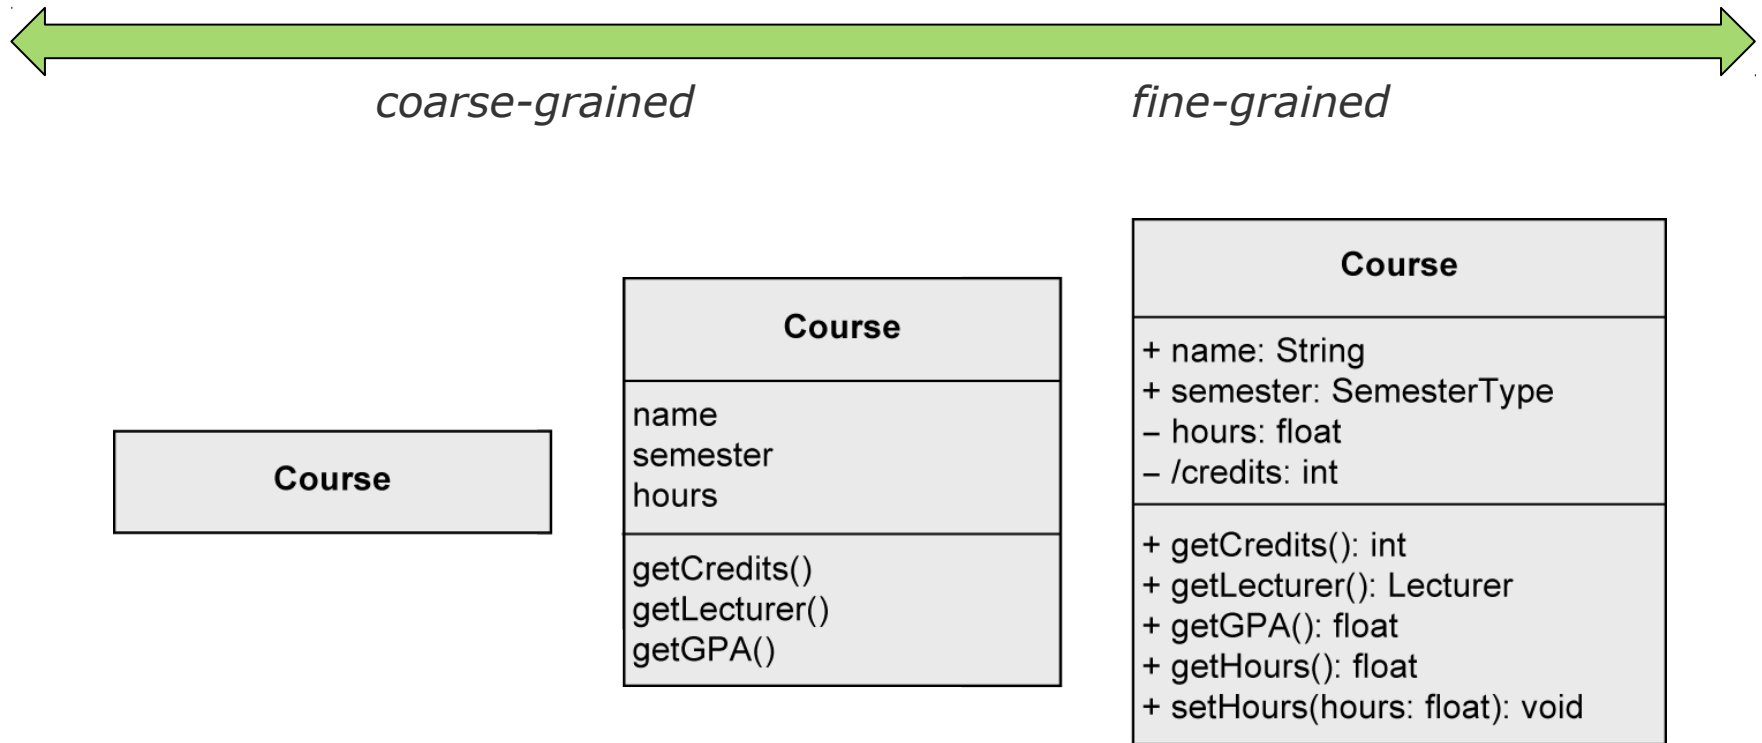 coarse-grained
fine-grained
Course
Course
name
semester
hours
getCredits()
getLecturer()
getGPA()
Course
+ name: String
+ semester: SemesterType
– hours: float
– /credits: int
+ getCredits(): int
+ getLecturer(): Lecturer
+ getGPA(): float
+ getHours(): float
+ setHours(hours: float): void